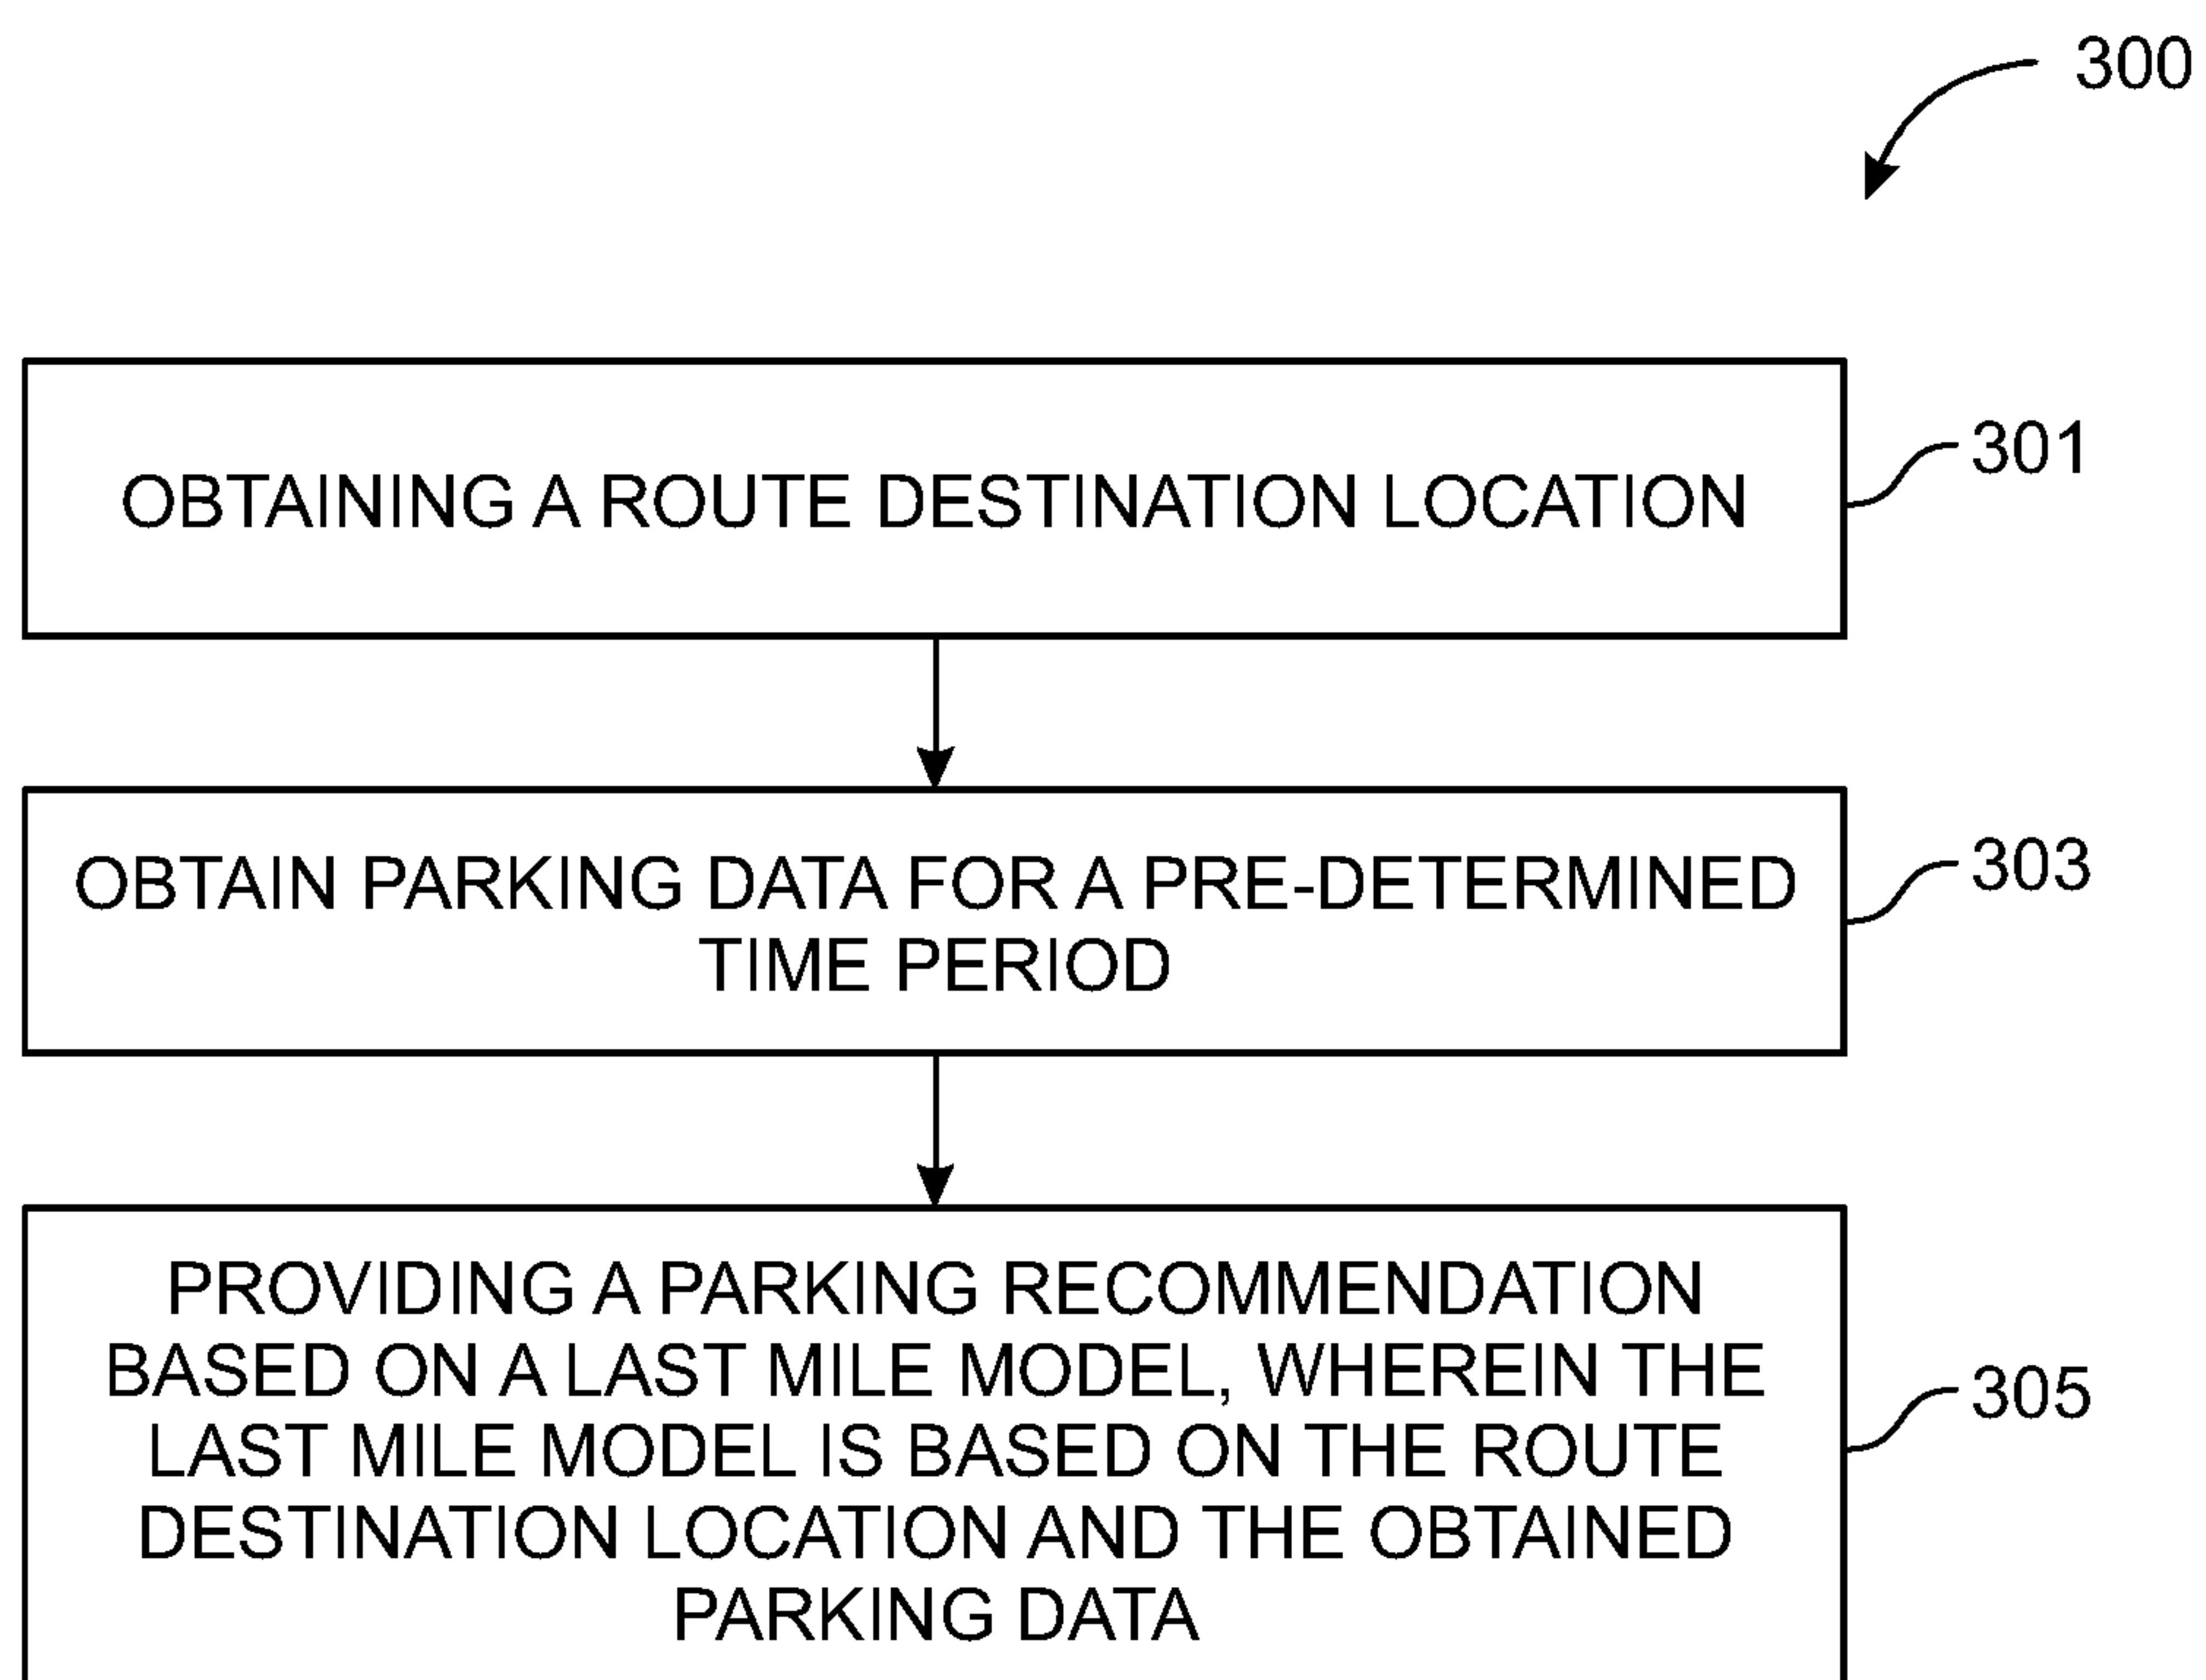 300
OBTAINING A ROUTE DESTINATION LOCATION
301
OBTAIN PARKING DATA FOR A PRE-DETERMINED
TIME PERIOD
303
PROVIDING A PARKING RECOMMENDATION
BASED ON A LAST MILE MODEL, WHEREIN THE
LAST MILE MODEL IS BASED ON THE ROUTE
DESTINATION LOCATION AND THE OBTAINED
PARKING DATA
305